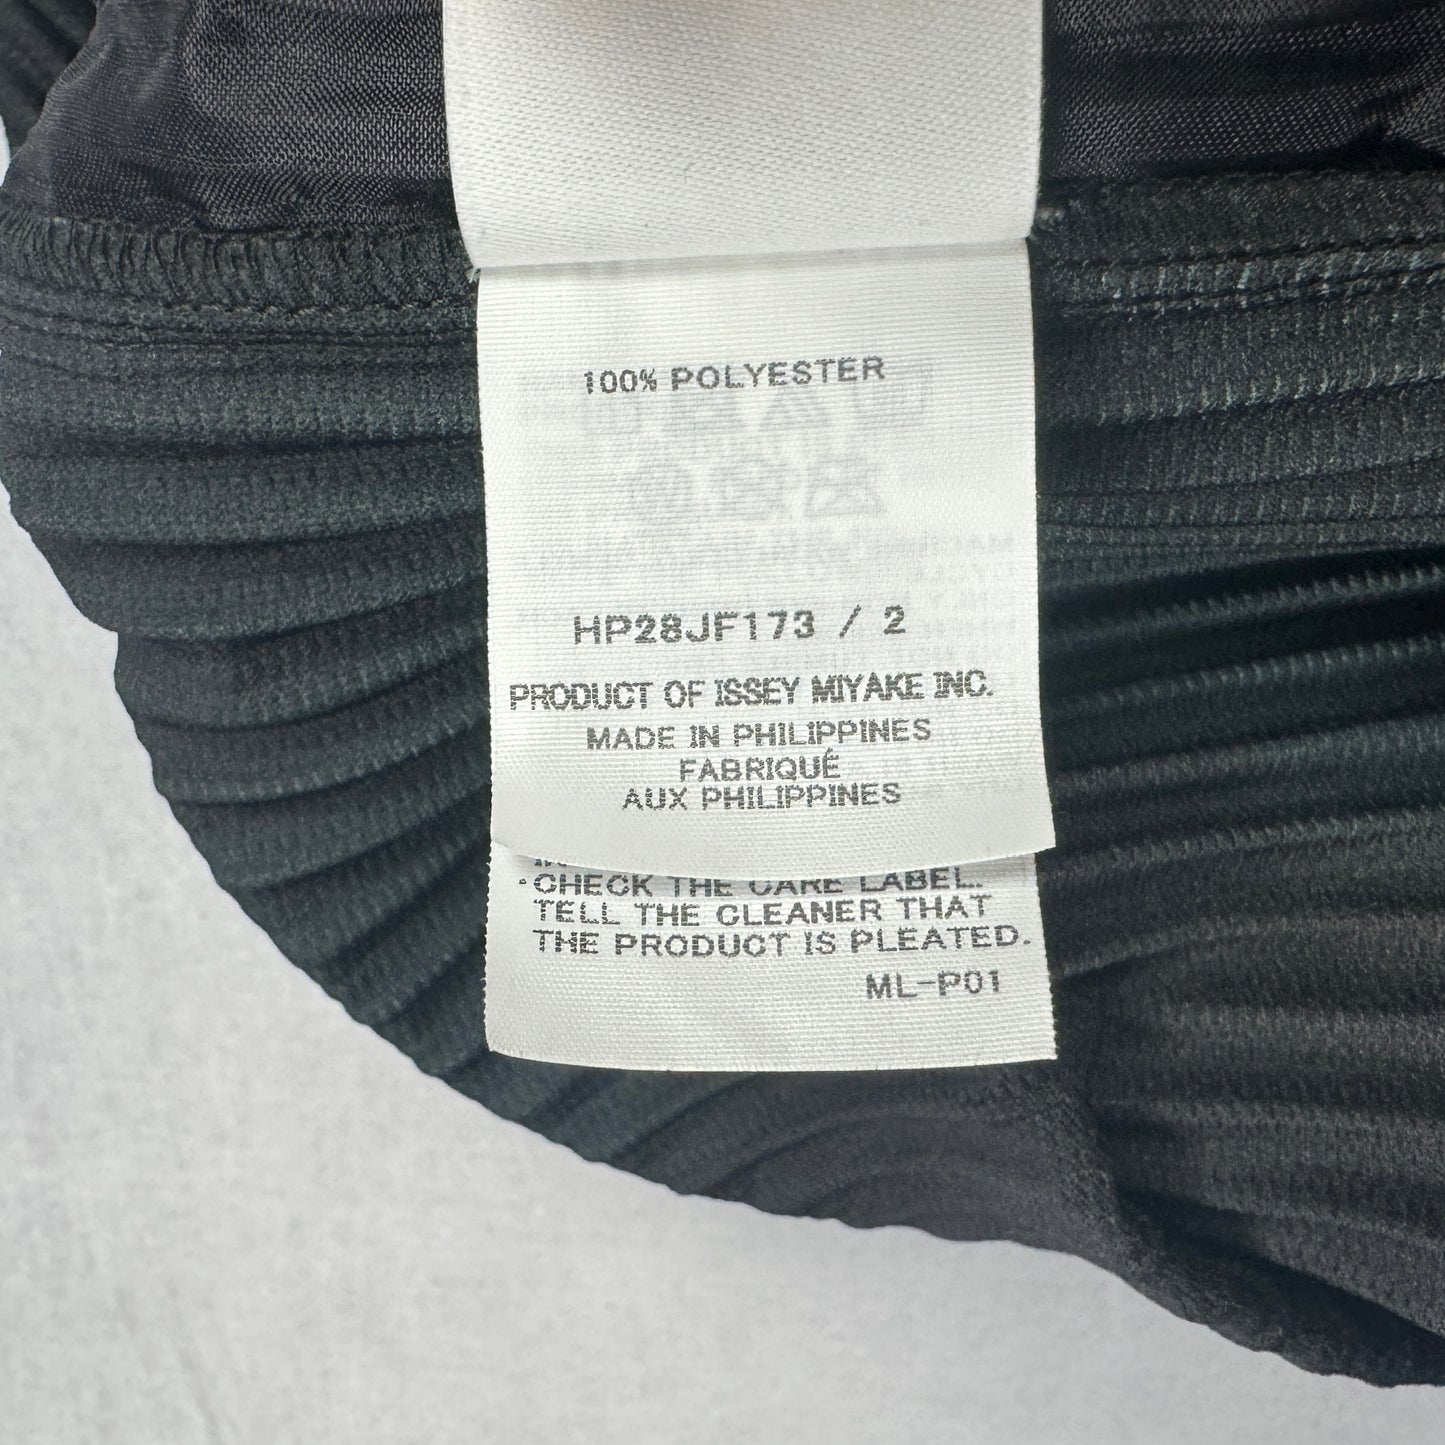 100% POLYESTER
HP28JF173 / 2
PRODUCT OF ISSEY MIYAKE INC.
MADE IN PHILIPPINES
FABRIQUÉ
AUX PHILIPPINES
·CHECK THE CARE LABEL.
TELL THE CLEANER THAT
THE PRODUCT IS PLEATED.
ML-P01